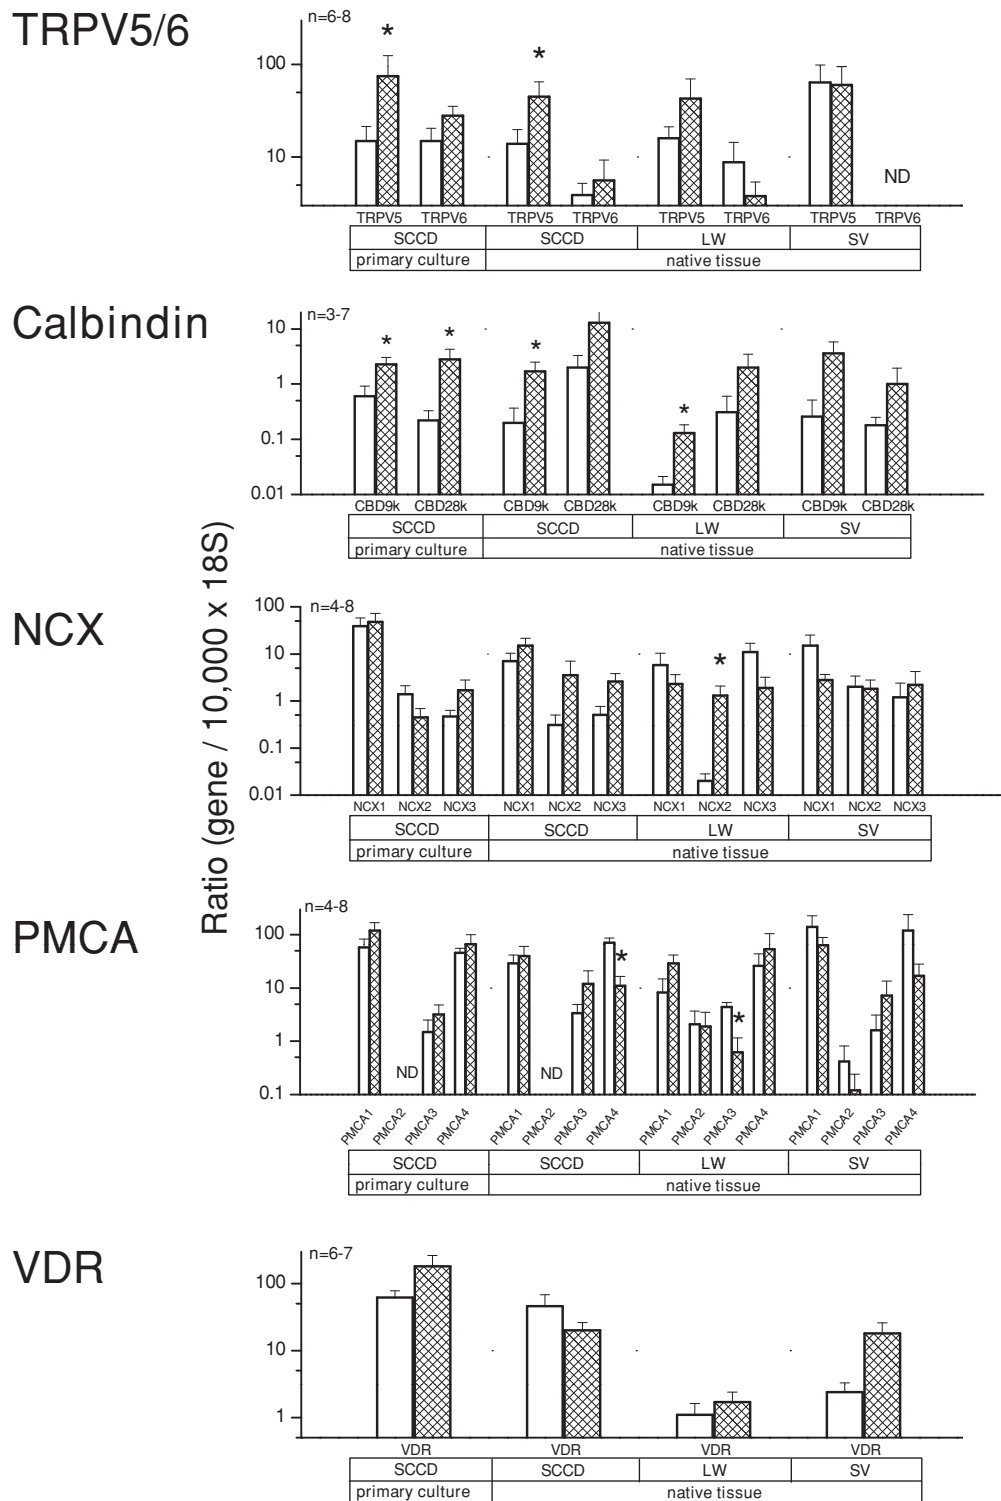 TRPV5/6
n=6-8
100
10
* *
ND
TRPV5 TRPV6 TRPV5 TRPV6 TRPV5 TRPV6 TRPV5 TRPV6
SCCD SCCD LW SV
primary culture native tissue
Calbindin
n=3-7
10
1
0.1
0.01
* * * *
CBD9k CBD28k CBD9k CBD28k CBD9k CBD28k CBD9k CBD28k
SCCD SCCD LW SV
primary culture native tissue
Ratio (gene / 10,000 x 18S)
NCX
n=4-8
100
10
1
0.1
0.01
*
NCX1 NCX2 NCX3 NCX1 NCX2 NCX3 NCX1 NCX2 NCX3 NCX1 NCX2 NCX3
SCCD SCCD LW SV
primary culture native tissue
PMCA
n=4-8
100
10
1
0.1
* *
ND ND
PMCA1 PMCA2 PMCA3 PMCA4 PMCA1 PMCA2 PMCA3 PMCA4 PMCA1 PMCA2 PMCA3 PMCA4 PMCA1 PMCA2 PMCA3 PMCA4
SCCD SCCD LW SV
primary culture native tissue
VDR
n=6-7
100
10
1
VDR VDR VDR VDR
SCCD SCCD LW SV
primary culture native tissue